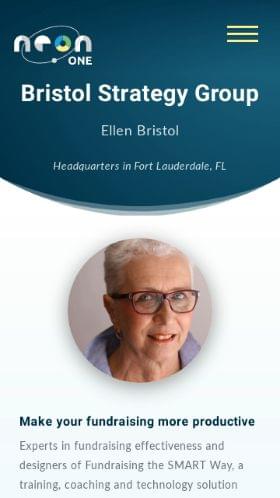 neon
ONE
Bristol Strategy Group
Ellen Bristol
Headquarters in Fort Lauderdale, FL
Make your fundraising more productive
Experts in fundraising effectiveness and
designers of Fundraising the SMART Way, a
training, coaching and technology solution